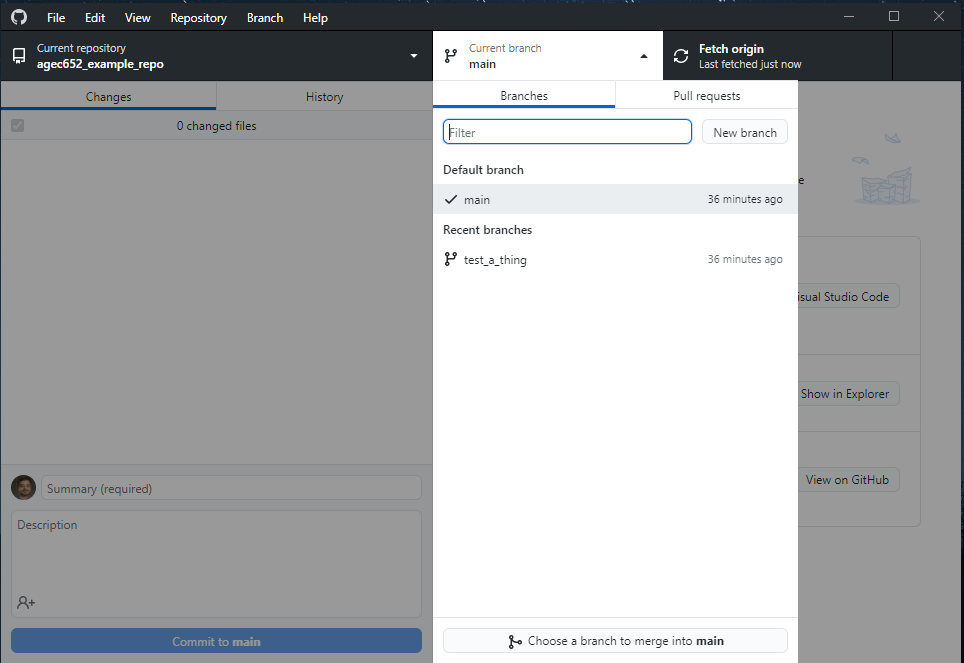 File Edit View Repository Branch Help
Current repository
agec652_example_repo
Current branch
main
Fetch origin
Last fetched just now
Changes
History
0 changed files
Branches
Pull requests
Filter
New branch
Default branch
main
36 minutes ago
Recent branches
test_a_thing
36 minutes ago
e
isual Studio Code
Show in Explorer
View on GitHub
Summary (required)
Description
Commit to main
Choose a branch to merge into main